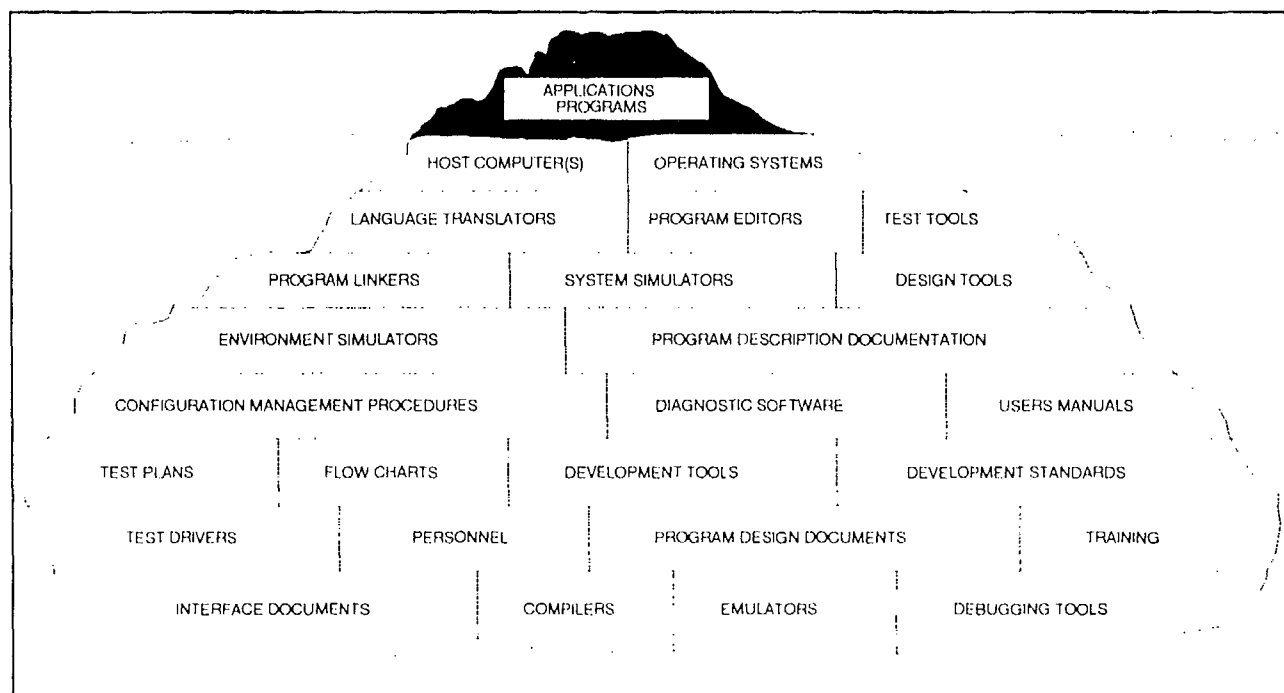 APPLICATIONS
PROGRAMS
HOST COMPUTER(S) OPERATING SYSTEMS
LANGUAGE TRANSLATORS PROGRAM EDITORS TEST TOOLS
PROGRAM LINKERS SYSTEM SIMULATORS DESIGN TOOLS
ENVIRONMENT SIMULATORS PROGRAM DESCRIPTION DOCUMENTATION
CONFIGURATION MANAGEMENT PROCEDURES DIAGNOSTIC SOFTWARE USERS MANUALS
TEST PLANS FLOW CHARTS DEVELOPMENT TOOLS DEVELOPMENT STANDARDS
TEST DRIVERS PERSONNEL PROGRAM DESIGN DOCUMENTS TRAINING
INTERFACE DOCUMENTS COMPILERS EMULATORS DEBUGGING TOOLS